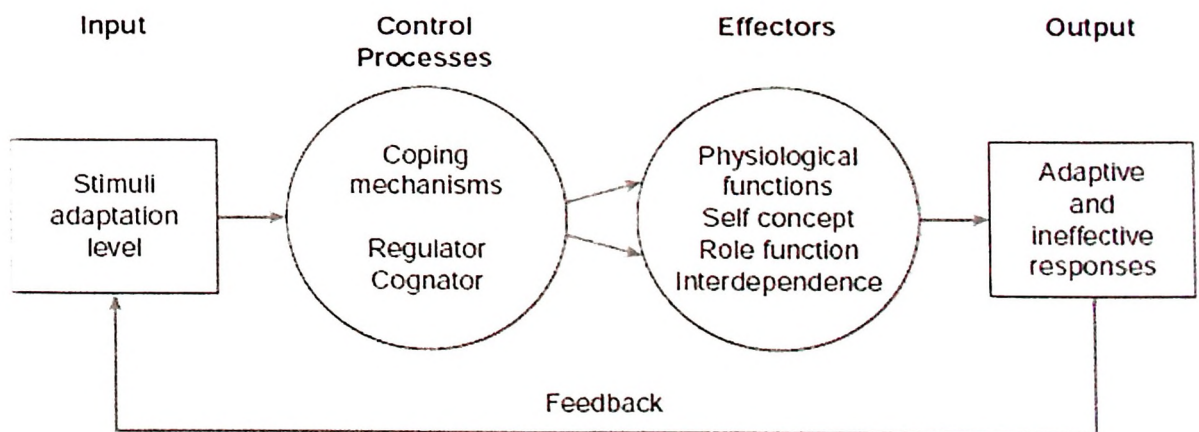 Input
Control
Processes
Effectors
Output
Stimuli
adaptation
level
Coping
mechanisms
Regulator
Cognator
Physiological
functions
Self concept
Role function
Interdependence
Adaptive
and
ineffective
responses
Feedback